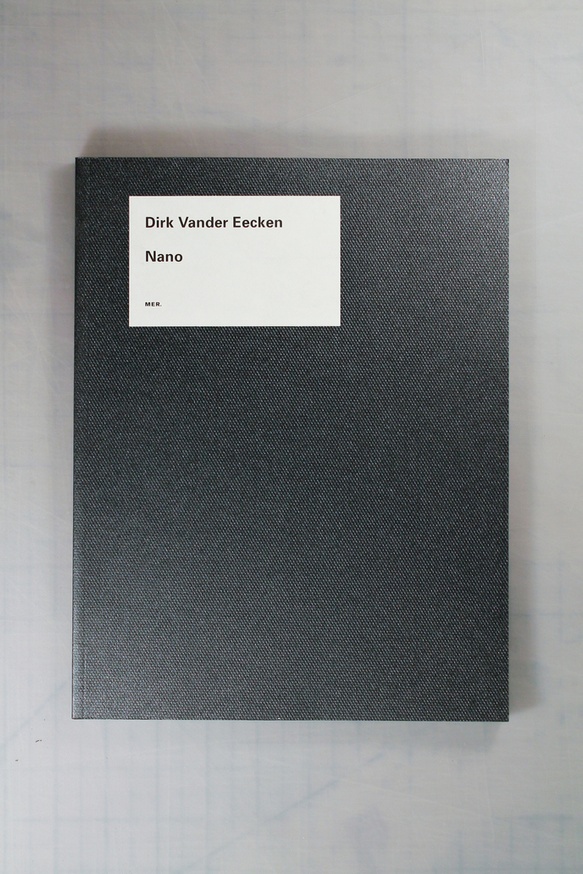 Dirk Vander Eecken
Nano
MER.